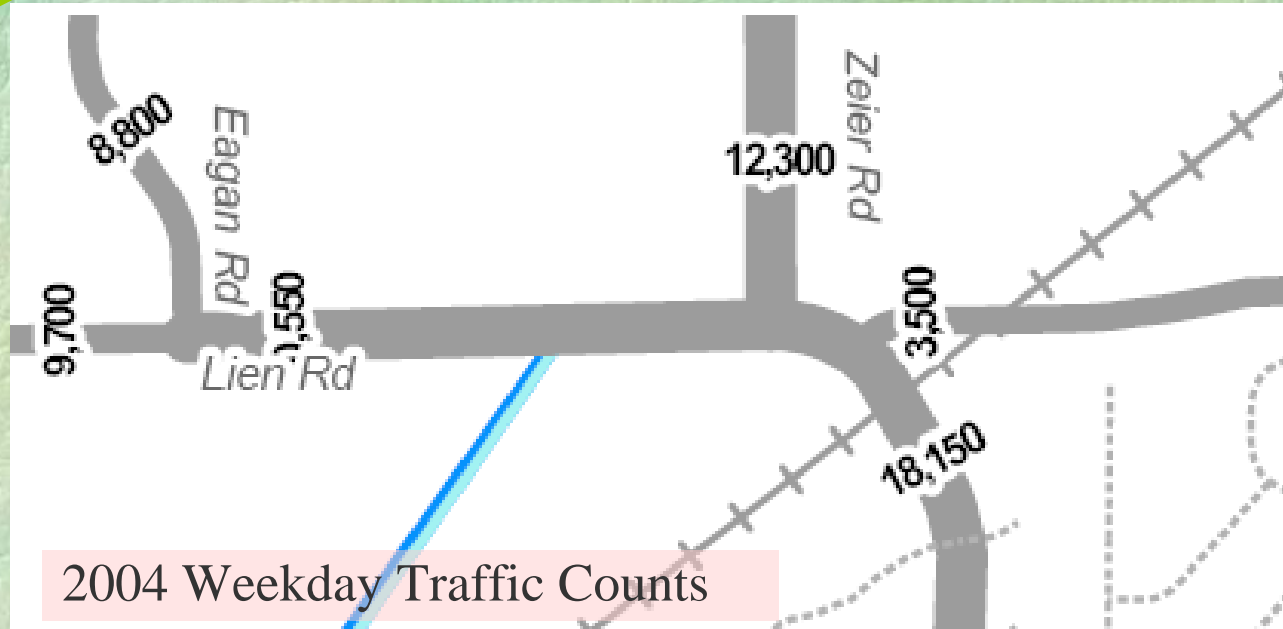 8,800
Eagan Rd
12,300
Zeier Rd
9,700
3,500
Lien Rd
18,150
2004 Weekday Traffic Counts